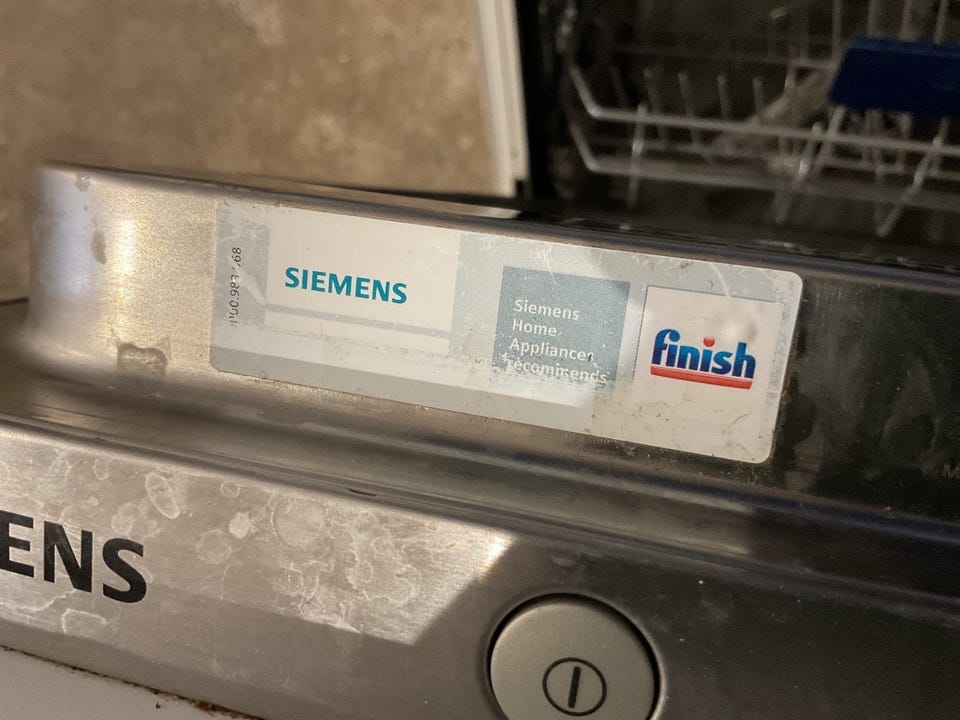 SIEMENS
Siemens
Home
Appliances
recommends
finish
ENS